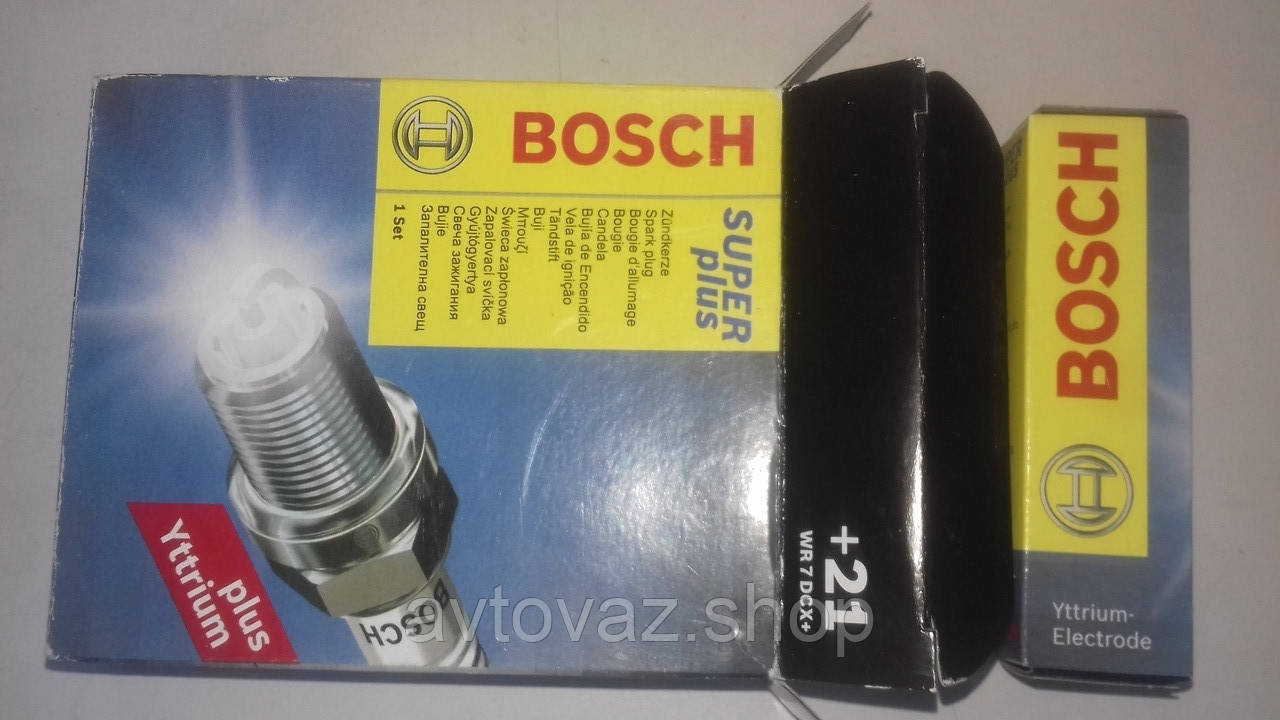 BOSCH
SUPER
plus
Zündkerze
Spark plug
Bougie d'allumage
Bougie
Candela
Bujia de Encendido
Vela de ignição
Tändstift
Buji
Μπουζί
Świeca zapłonowa
Zapalovací svíčka
Gyújtógyertya
Свеча зажигания
Bujie
Запалителна свещ
1 Set
plus
Yttrium
BOSCH
+21
WR 7 DCX+
BOSCH
Yttrium-
Electrode
avtovaz.shop